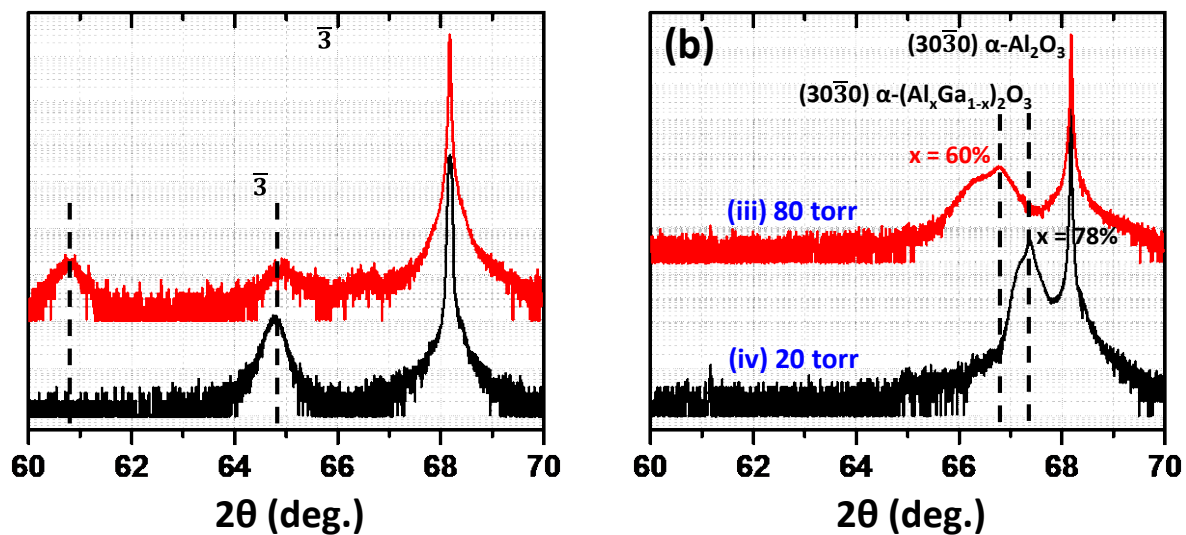 3̅
3̅
60 62 64 66 68 70
2θ (deg.)
(b)
(303̅0) α-Al₂O₃
(303̅0) α-(AlₓGa₁₋ₓ)₂O₃
x = 60%
(iii) 80 torr
x = 78%
(iv) 20 torr
60 62 64 66 68 70
2θ (deg.)